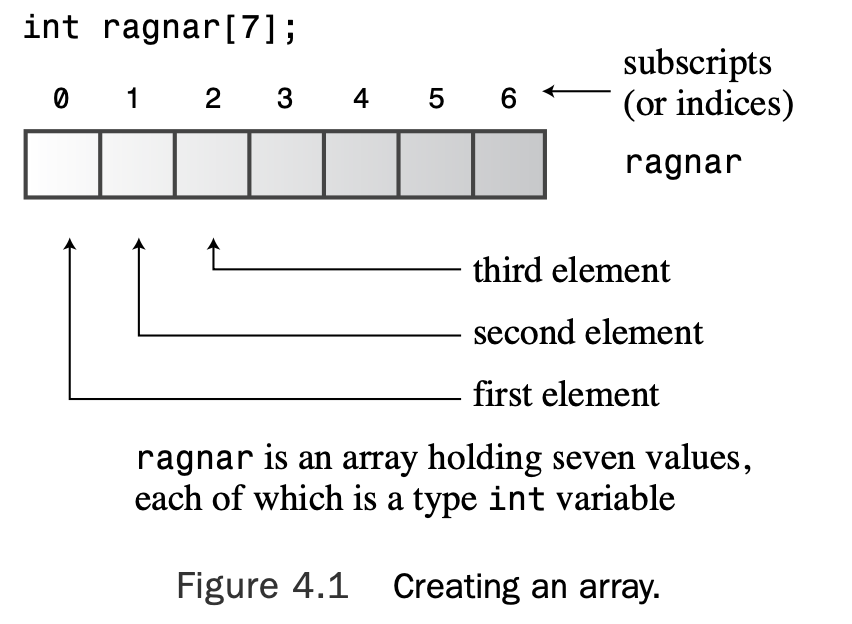 int ragnar[7];
subscripts
(or indices)
0 1 2 3 4 5 6
ragnar
third element
second element
first element
ragnar is an array holding seven values,
each of which is a type int variable
Figure 4.1 Creating an array.